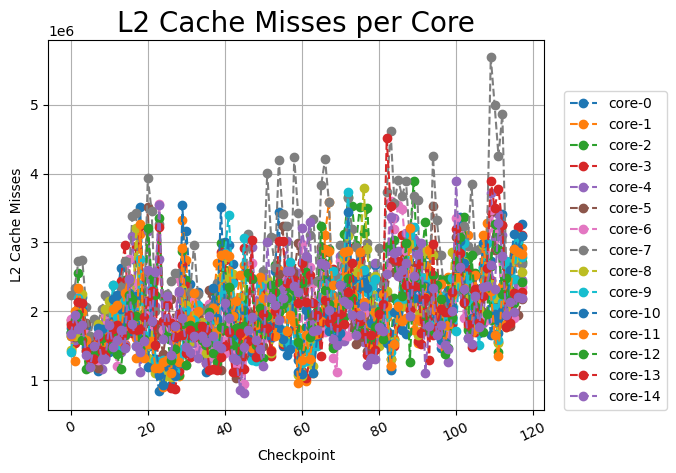 L2 Cache Misses per Core
1e6
5
4
3
2
1
L2 Cache Misses
0
20
40
60
80
100
120
Checkpoint
core-0
core-1
core-2
core-3
core-4
core-5
core-6
core-7
core-8
core-9
core-10
core-11
core-12
core-13
core-14